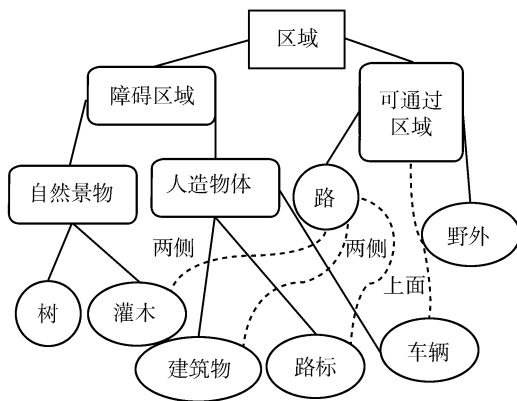 区域
障碍区域
可通过
区域
自然景物
人造物体
路
野外
两侧
两侧
上面
树
灌木
建筑物
路标
车辆